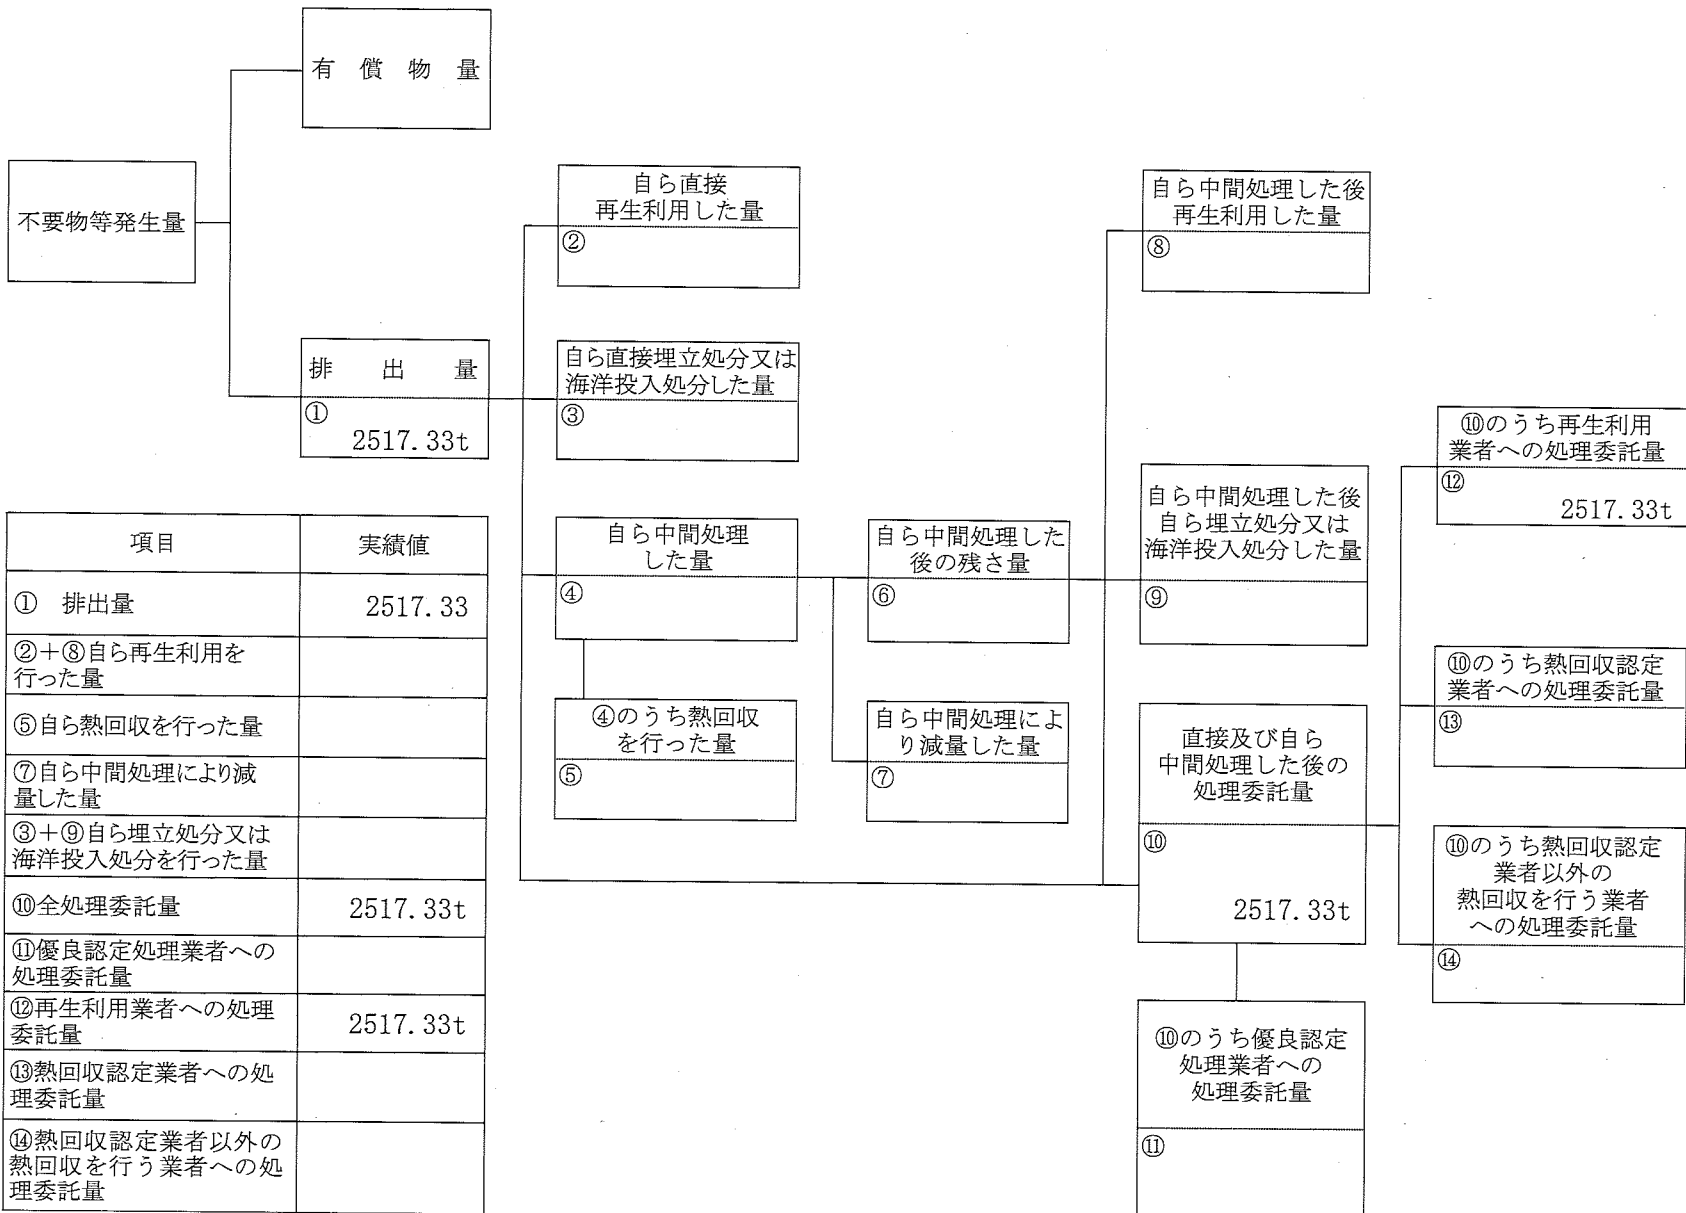 有償物量
不要物等発生量
排出量
①
2517.33t
自ら直接
再生利用した量
②
自ら直接埋立処分又は
海洋投入処分した量
③
自ら中間処理
した量
④
④のうち熱回収
を行った量
⑤
自ら中間処理した
後の残さ量
⑥
自ら中間処理によ
り減量した量
⑦
自ら中間処理した後
再生利用した量
⑧
自ら中間処理した後
自ら埋立処分又は
海洋投入処分した量
⑨
直接及び自ら
中間処理した後の
処理委託量
⑩
2517.33t
⑩のうち優良認定
処理業者への
処理委託量
⑪
⑩のうち再生利用
業者への処理委託量
⑫
2517.33t
⑩のうち熱回収認定
業者への処理委託量
⑬
⑩のうち熱回収認定
業者以外の
熱回収を行う業者
への処理委託量
⑭
項目 実績値
① 排出量 2517.33
②+⑧自ら再生利用を
行った量
⑤自ら熱回収を行った量
⑦自ら中間処理により減
量した量
③+⑨自ら埋立処分又は
海洋投入処分を行った量
⑩全処理委託量 2517.33t
⑪優良認定処理業者への
処理委託量
⑫再生利用業者への処理
委託量 2517.33t
⑬熱回収認定業者への処
理委託量
⑭熱回収認定業者以外の
熱回収を行う業者への処
理委託量